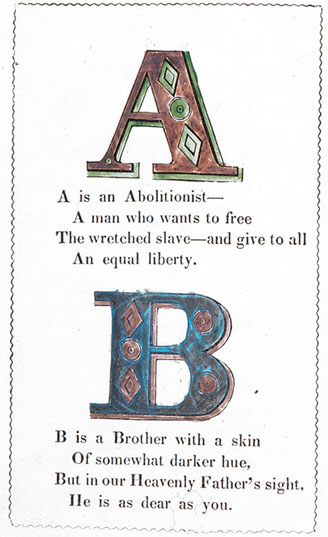 A
A is an Abolitionist—
A man who wants to free
The wretched slave—and give to all
An equal liberty.
B
B is a Brother with a skin
Of somewhat darker hue,
But in our Heavenly Father's sight,
He is as dear as you.